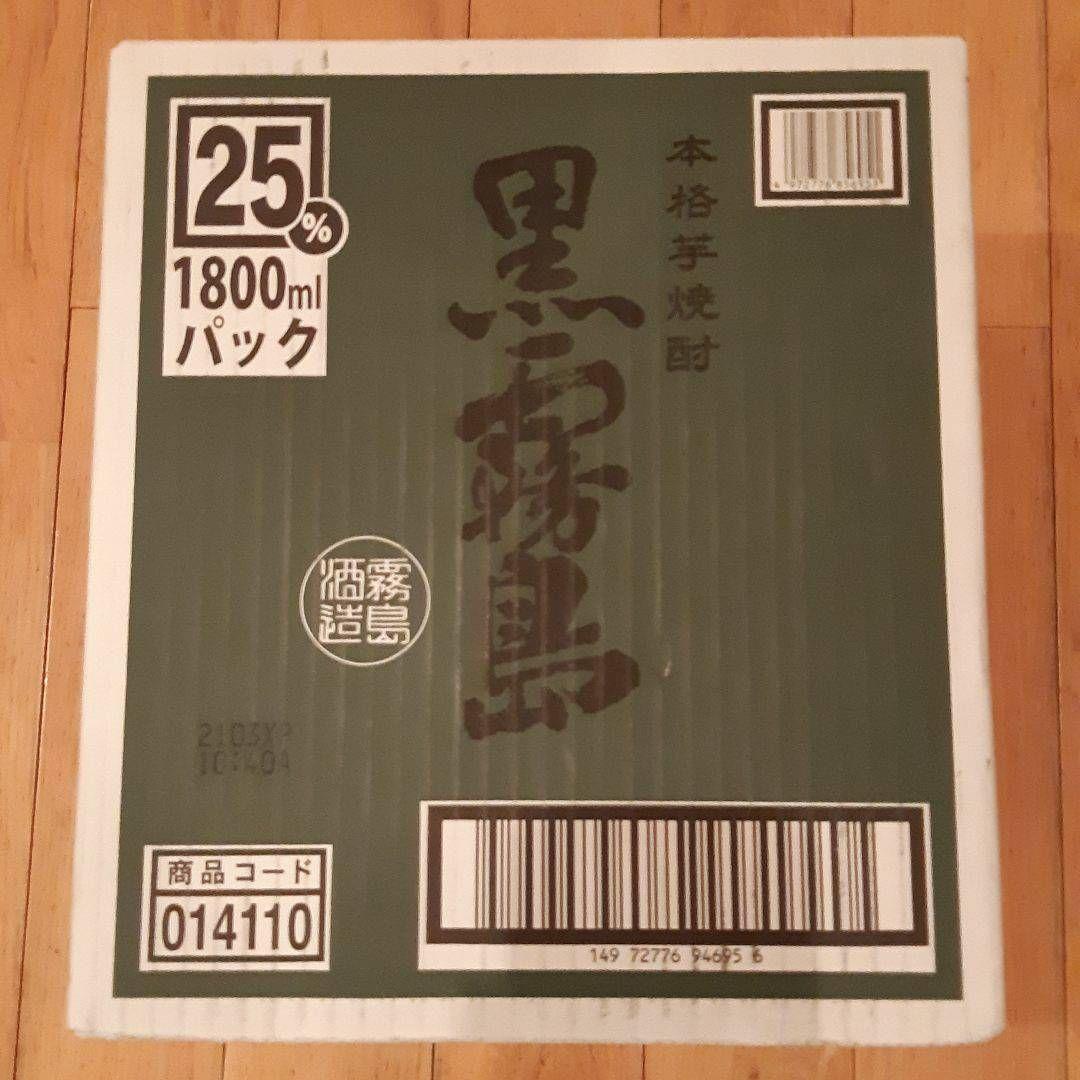 25%
1800ml
パック
本格芋焼酎
黒霧島
霧島
酒造
商品コード
014110
149 72776 94695 6